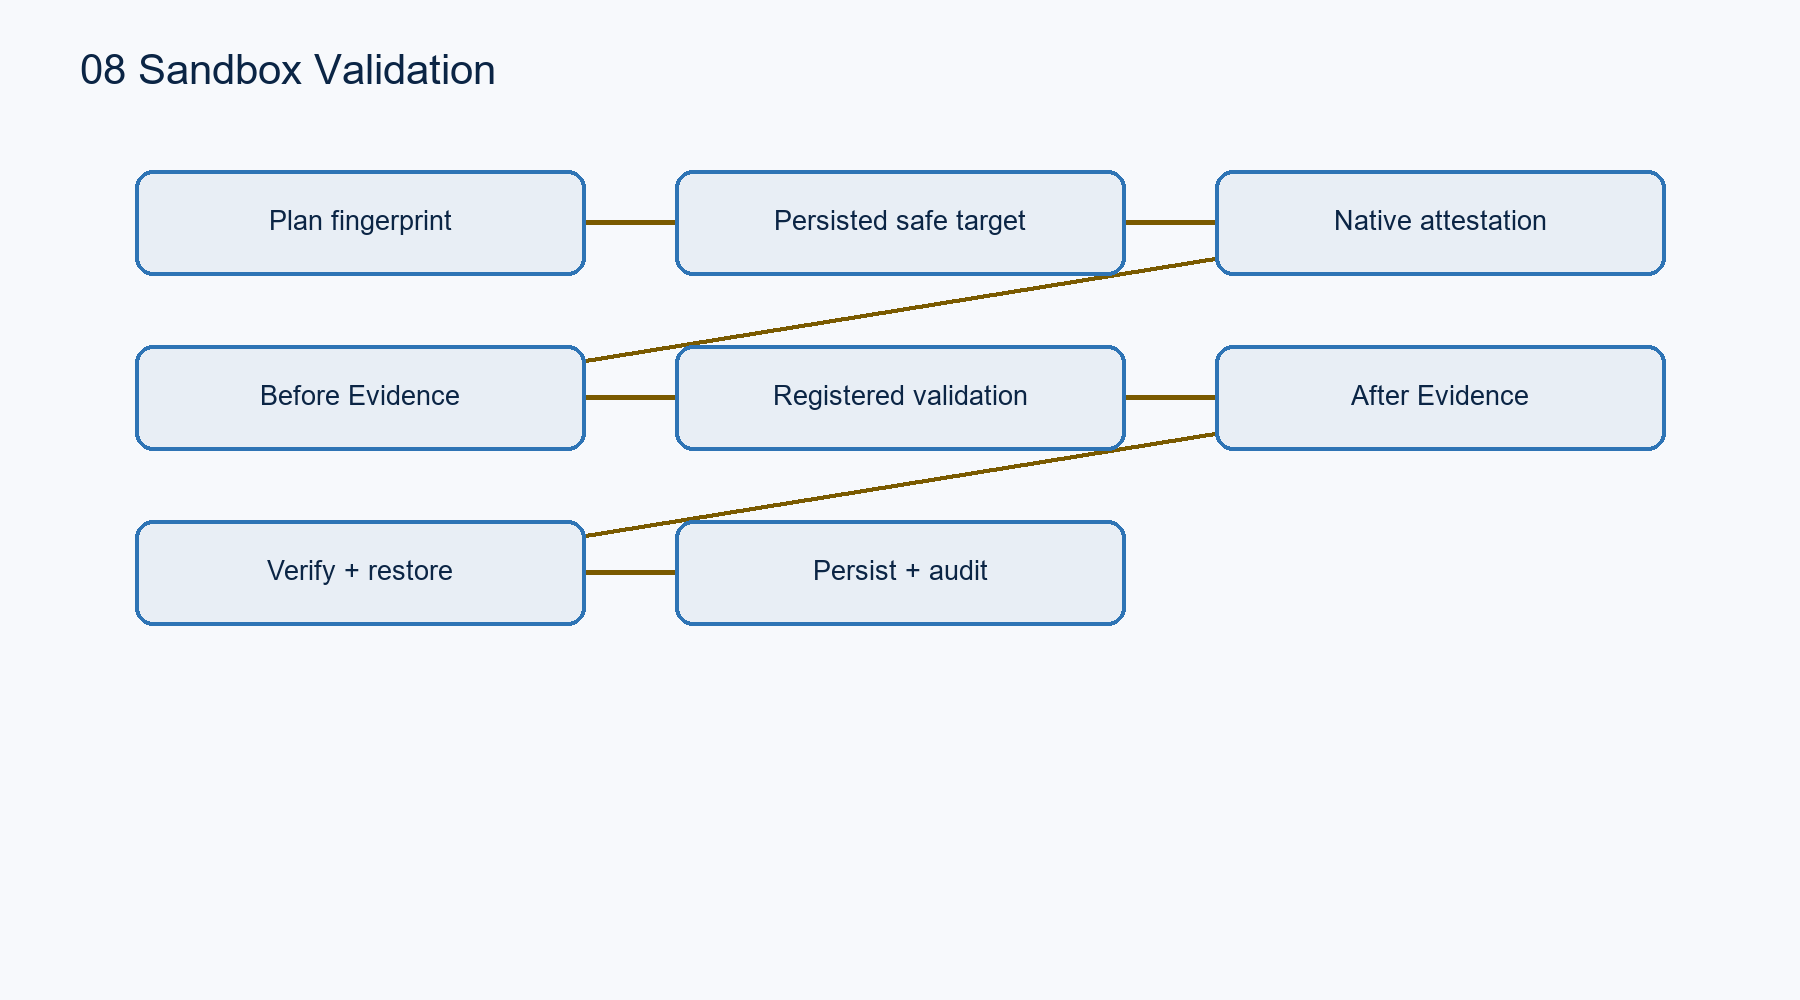 08 Sandbox Validation
Plan fingerprint
Persisted safe target
Native attestation
Before Evidence
Registered validation
After Evidence
Verify + restore
Persist + audit